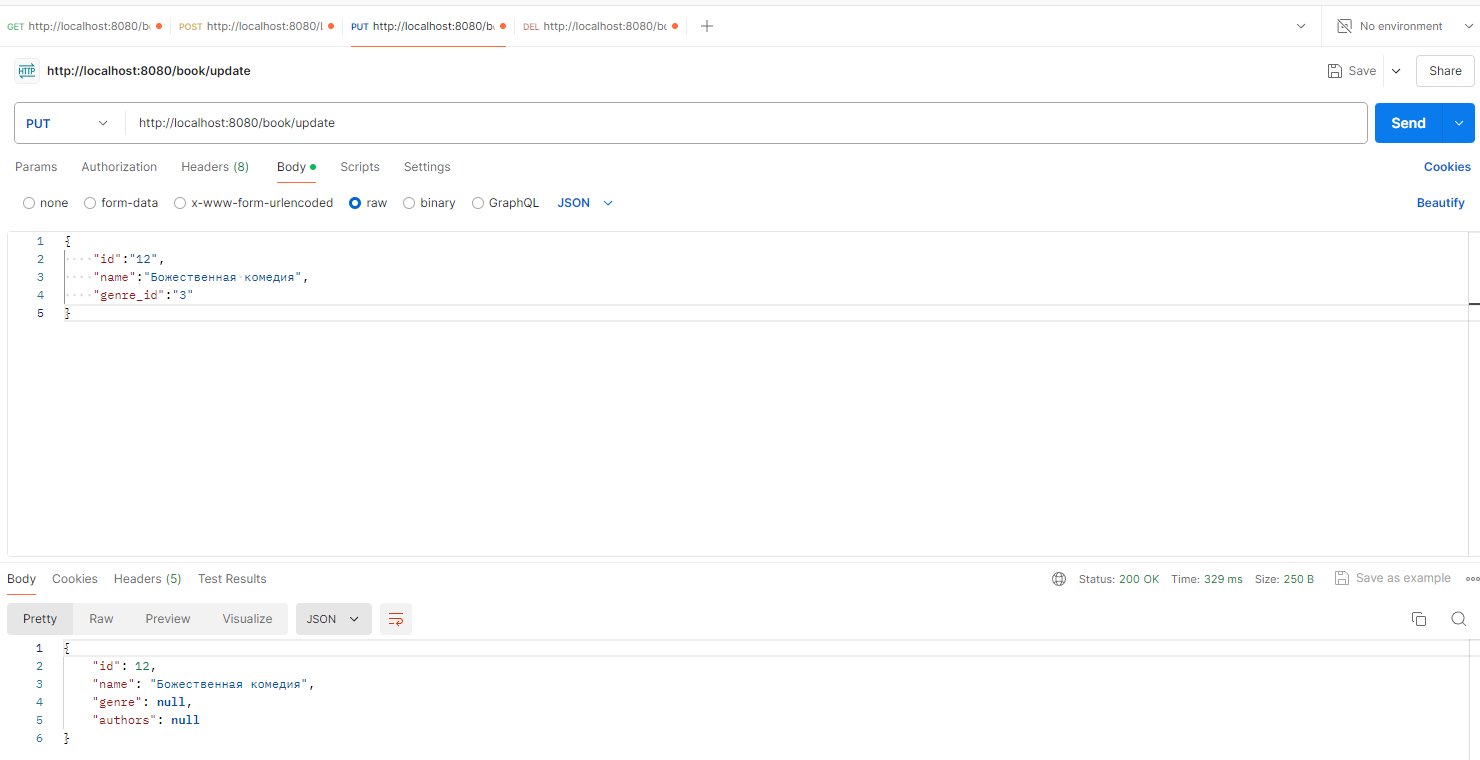 GET http://localhost:8080/b POST http://localhost:8080/ PUT http://localhost:8080/b DEL http://localhost:8080/bo No environment
HTTP http://localhost:8080/book/update Save Share
PUT http://localhost:8080/book/update Send
Params Authorization Headers (8) Body Scripts Settings Cookies
none form-data x-www-form-urlencoded raw binary GraphQL JSON Beautify
1 {
2 "id":"12",
3 "name":"Божественная комедия",
4 "genre_id":"3"
5 }
Body Cookies Headers (5) Test Results Status: 200 OK Time: 329 ms Size: 250 B Save as example
Pretty Raw Preview Visualize JSON
1 {
2 "id": 12,
3 "name": "Божественная комедия",
4 "genre": null,
5 "authors": null
6 }